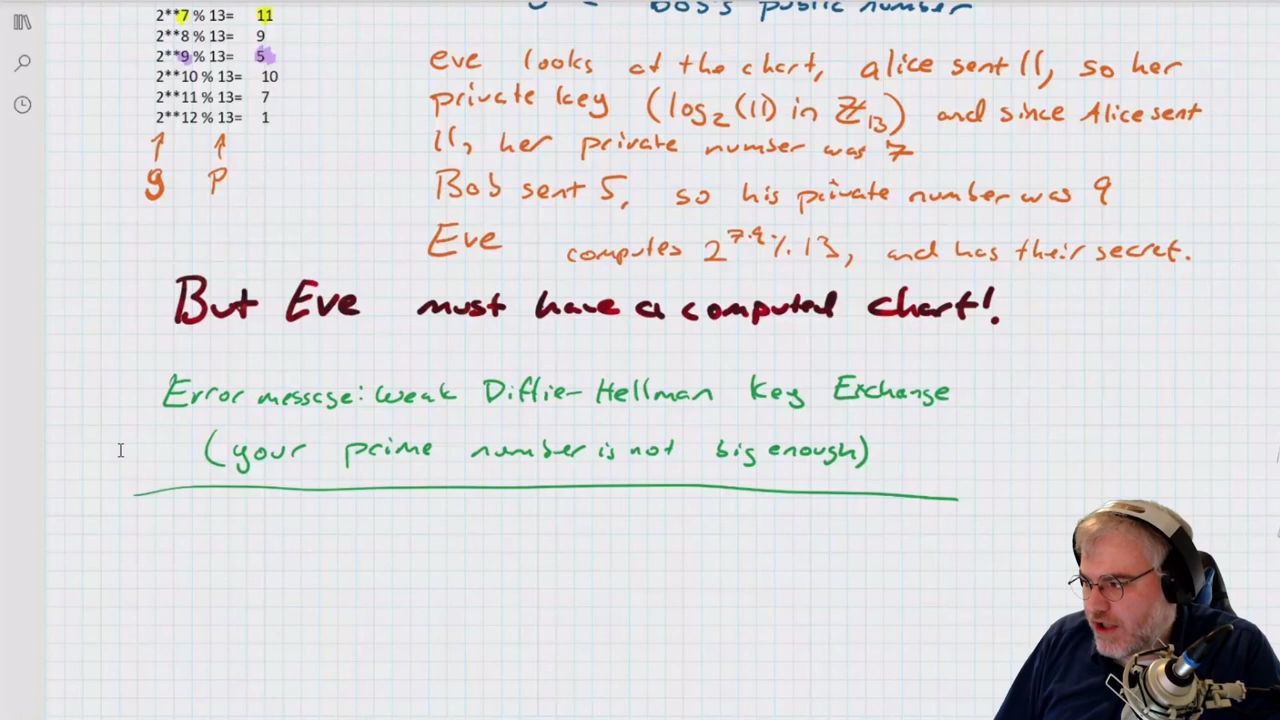 Bob's public number
2**7 % 13= 11
2**8 % 13= 9
2**9 % 13= 5
2**10 % 13= 10
2**11 % 13= 7
2**12 % 13= 1
g p
eve looks at the chart, alice sent 11, so her
private key (log₂(11) in ℤ₁₃) and since Alice sent
11, her private number was 7
Bob sent 5, so his private number was 9
Eve computes 2^7·9 % 13, and has their secret.
But Eve must have a computed chart!
Error message: weak Diffie-Hellman Key Exchange
(your prime number is not big enough)